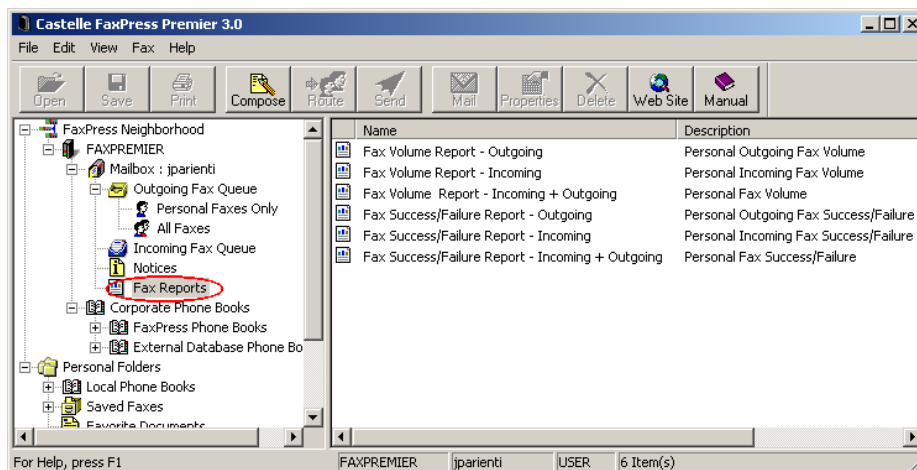 Castelle FaxPress Premier 3.0
File Edit View Fax Help
Open Save Print Compose Route Send Mail Properties Delete Web Site Manual
FaxPress Neighborhood
FAXPREMIER
Mailbox : jparienti
Outgoing Fax Queue
Personal Faxes Only
All Faxes
Incoming Fax Queue
Notices
Fax Reports
Corporate Phone Books
FaxPress Phone Books
External Database Phone Bo
Personal Folders
Local Phone Books
Saved Faxes
Favorite Documents
Name Description
Fax Volume Report - Outgoing Personal Outgoing Fax Volume
Fax Volume Report - Incoming Personal Incoming Fax Volume
Fax Volume Report - Incoming + Outgoing Personal Fax Volume
Fax Success/Failure Report - Outgoing Personal Outgoing Fax Success/Failure
Fax Success/Failure Report - Incoming Personal Incoming Fax Success/Failure
Fax Success/Failure Report - Incoming + Outgoing Personal Fax Success/Failure
For Help, press F1 FAXPREMIER jparienti USER 6 Item(s)